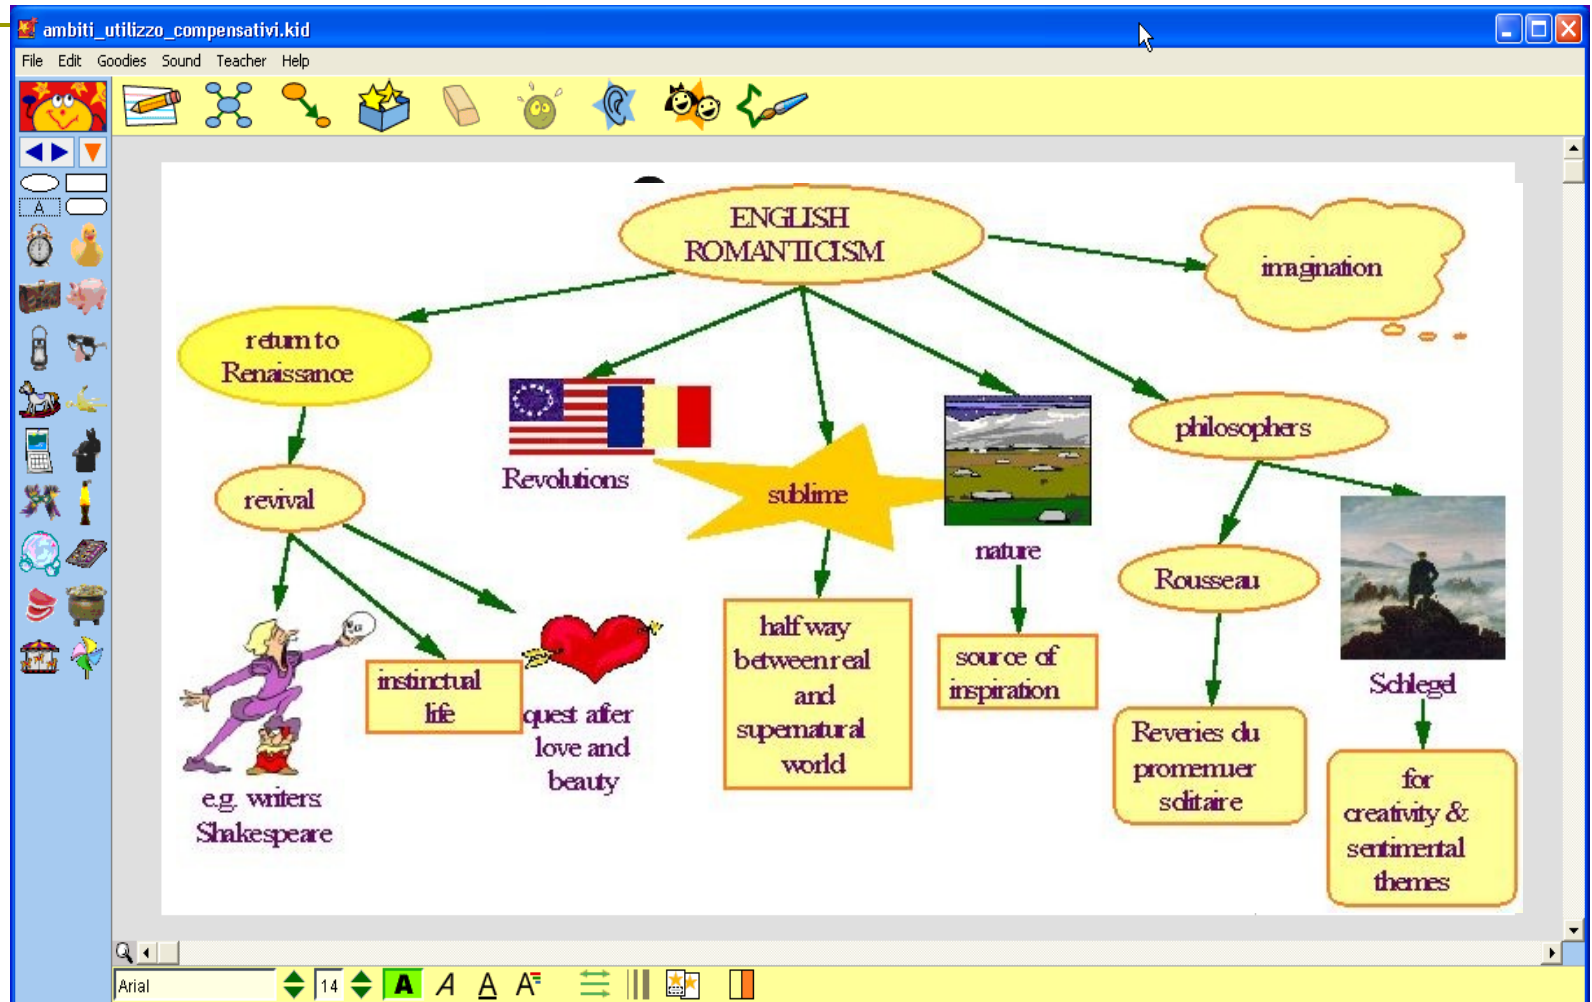 ambiti_utilizzo_compensativi.kid
File Edit Goodies Sound Teacher Help
A
ENGLISH
ROMANTICISM
imagination
return to
Renaissance
Revolutions
sublime
nature
philosophers
revival
Rousseau
Schlegel
e.g. writers:
Shakespeare
instinctual
life
quest after
love and
beauty
half way
between real
and
supernatural
world
source of
inspiration
Reveries du
promenuer
solitaire
for
creativity &
sentimental
themes
Arial 14 A A A A